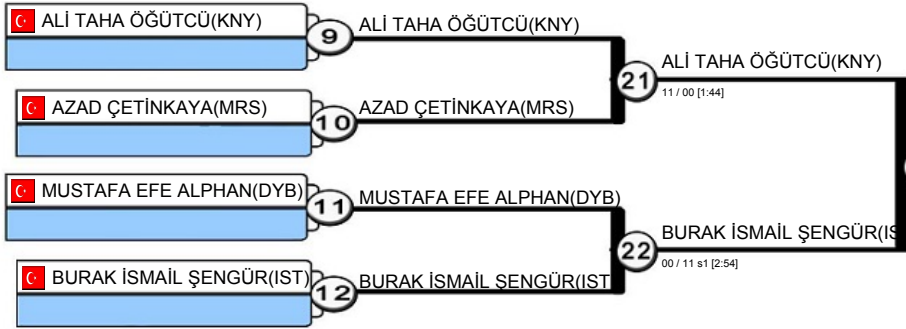 ALİ TAHA ÖĞÜTCÜ(KNY)
9
ALİ TAHA ÖĞÜTCÜ(KNY)
ALİ TAHA ÖĞÜTCÜ(KNY)
21
11 / 00 [1:44]
AZAD ÇETİNKAYA(MRS)
10
AZAD ÇETİNKAYA(MRS)
MUSTAFA EFE ALPHAN(DYB)
11
MUSTAFA EFE ALPHAN(DYB)
BURAK İSMAİL ŞENGÜR(IS
22
00 / 11 s1 [2:54]
BURAK İSMAİL ŞENGÜR(IST)
12
BURAK İSMAİL ŞENGÜR(IST